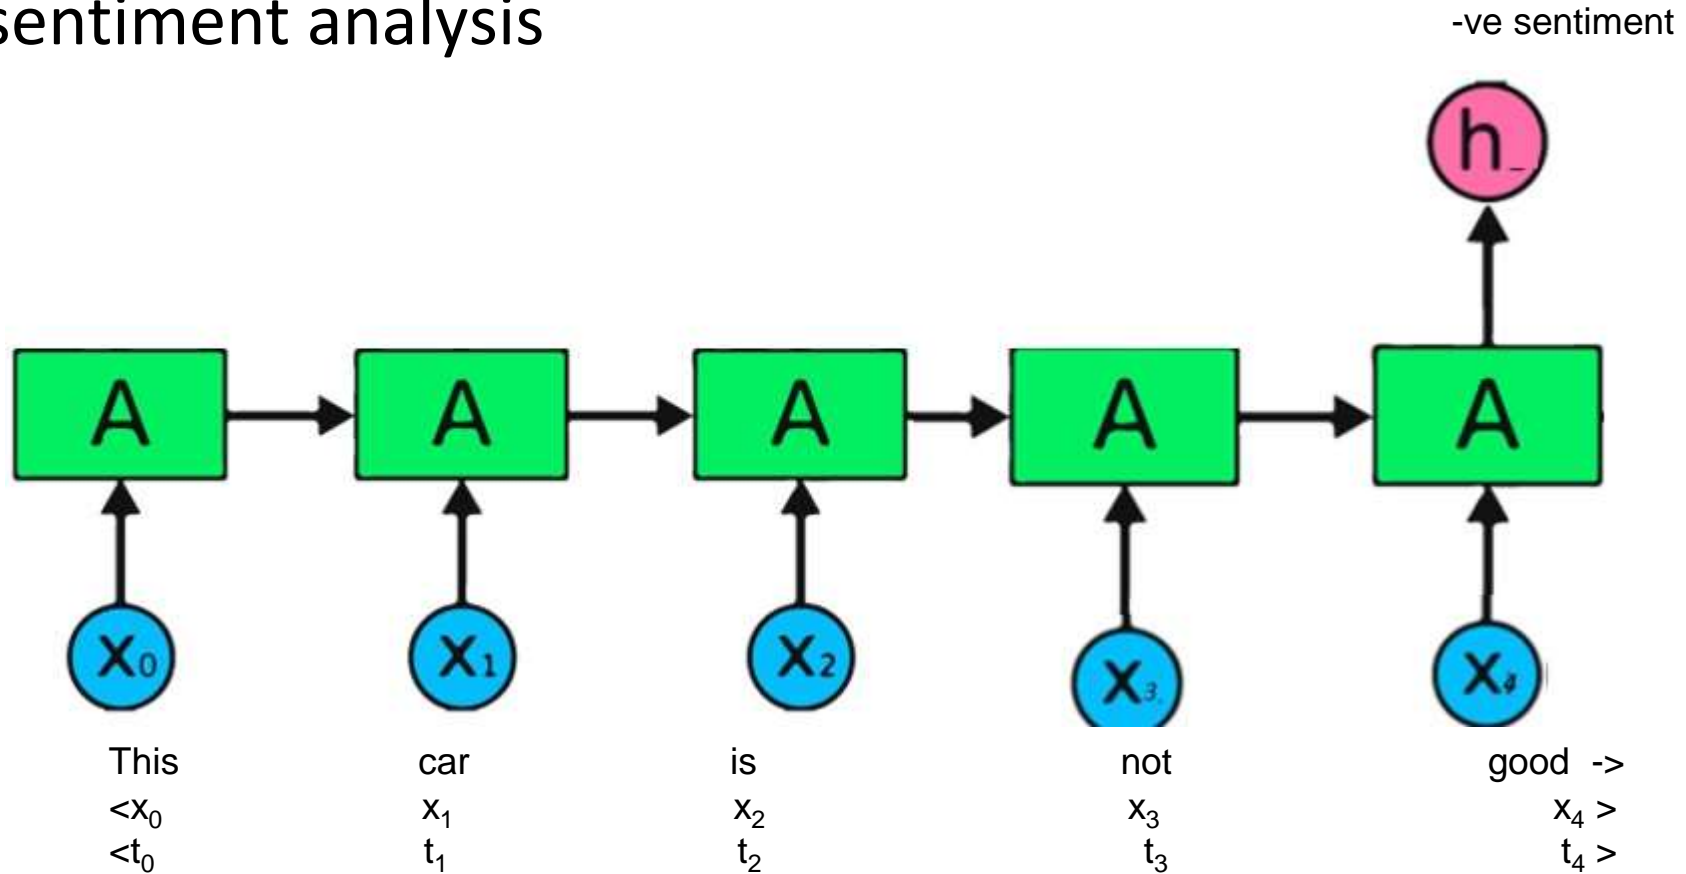 sentiment analysis
-ve sentiment
h_
A A A A A
x₀ x₁ x₂ x₃ x₄
This car is not good ->
<x₀ x₁ x₂ x₃ x₄ >
<t₀ t₁ t₂ t₃ t₄ >